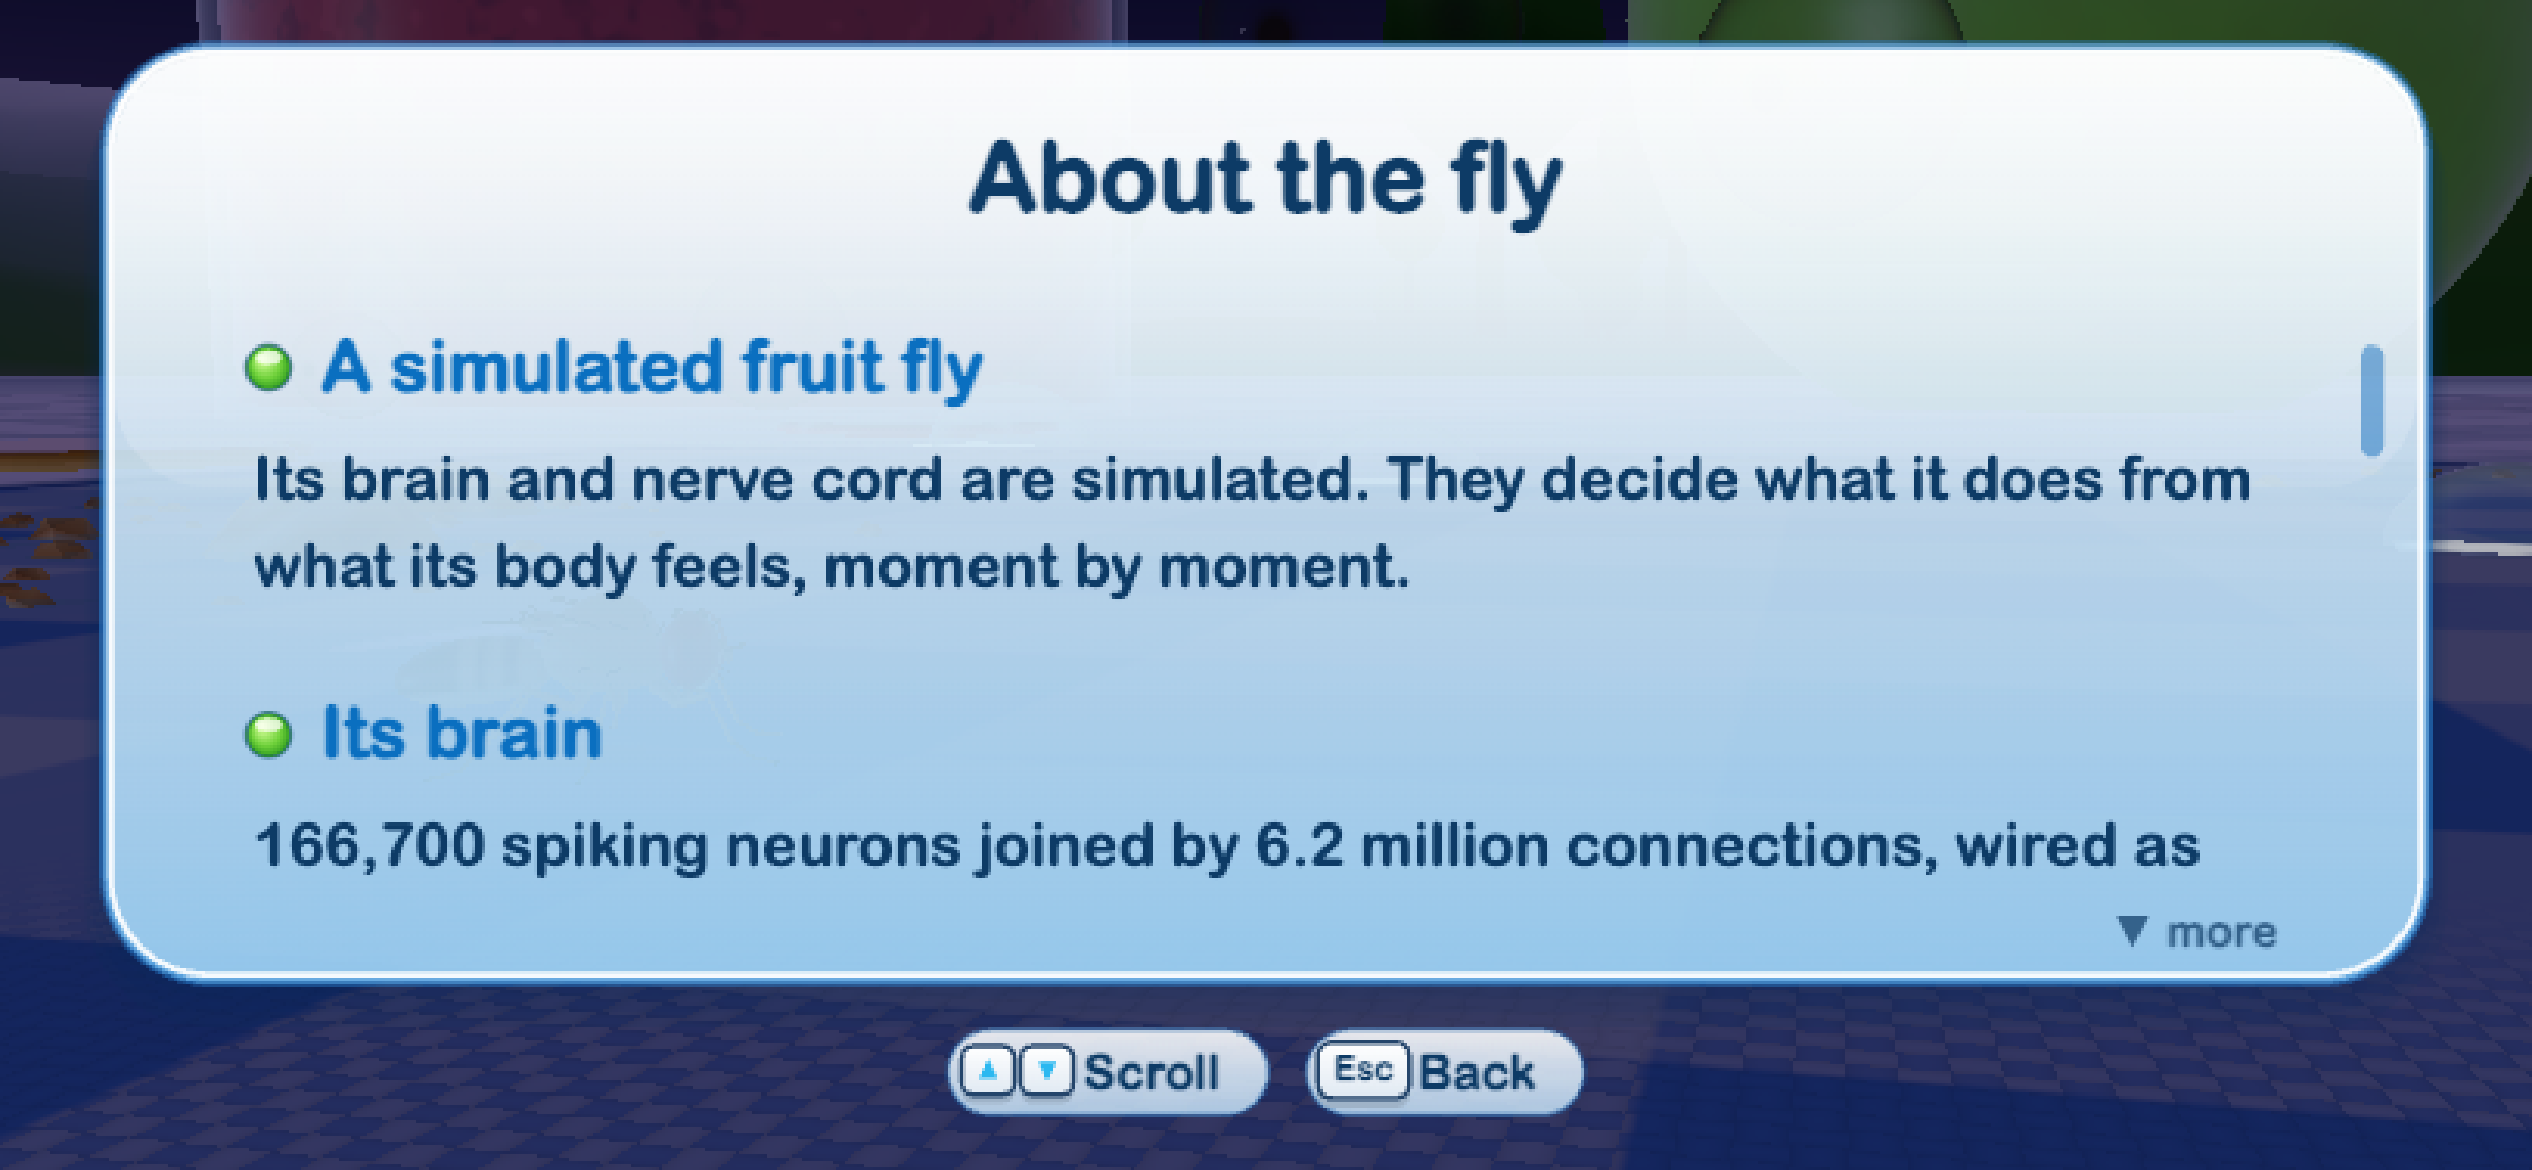 About the fly
A simulated fruit fly
Its brain and nerve cord are simulated. They decide what it does from
what its body feels, moment by moment.
Its brain
166,700 spiking neurons joined by 6.2 million connections, wired as
▼ more
▲ ▼ Scroll Esc Back